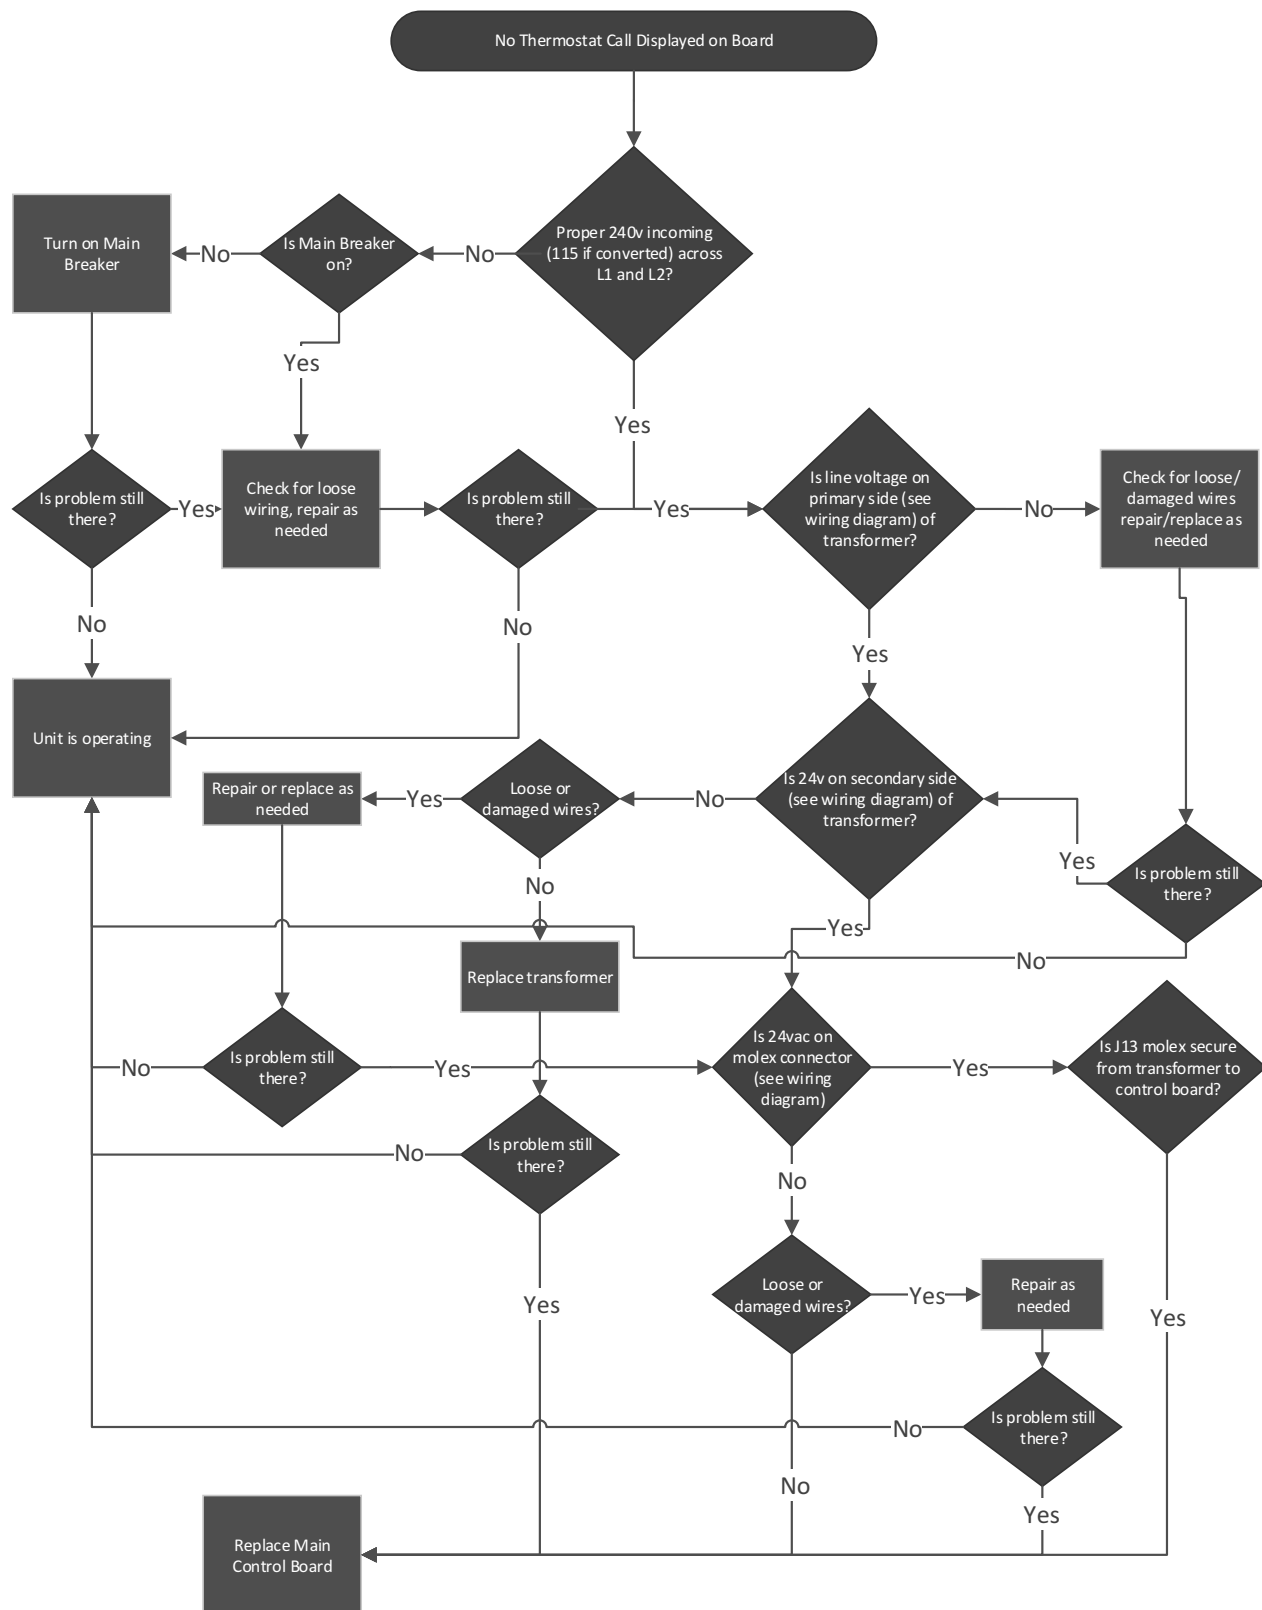 No Thermostat Call Displayed on Board
Proper 240v incoming
(115 if converted) across
L1 and L2?
No
Is Main Breaker
on?
No
Turn on Main
Breaker
Yes
Yes
Is problem still
there?
Yes
Check for loose
wiring, repair as
needed
Is problem still
there?
Yes
Is line voltage on
primary side (see
wiring diagram) of
transformer?
No
Check for loose/
damaged wires
repair/replace as
needed
No
No
Yes
Unit is operating
Repair or replace as
needed
Yes
Loose or
damaged wires?
No
Is 24v on secondary side
(see wiring diagram) of
transformer?
Yes
Is problem still
there?
No
Yes
No
Replace transformer
No
Is problem still
there?
Yes
Is 24vac on
molex connector
(see wiring
diagram)
Yes
Is J13 molex secure
from transformer to
control board?
No
Is problem still
there?
No
Loose or
damaged wires?
Yes
Repair as
needed
Yes
Yes
No
Is problem still
there?
No
Yes
Replace Main
Control Board